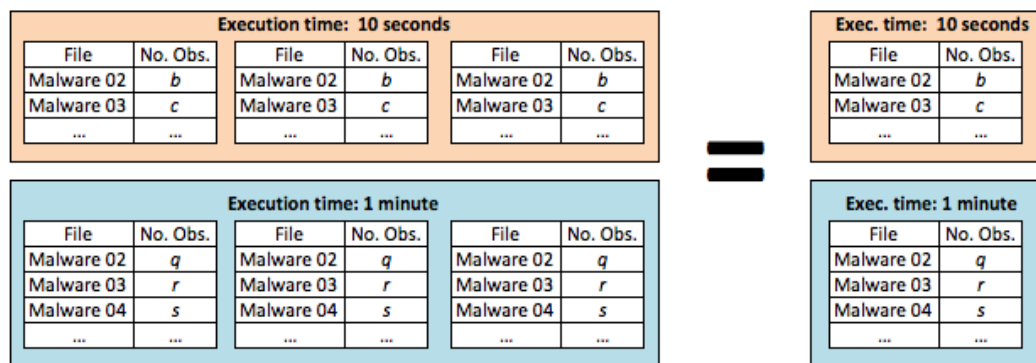 Execution time: 10 seconds
File No. Obs. File No. Obs. File No. Obs.
Malware 02 b Malware 02 b Malware 02 b
Malware 03 c Malware 03 c Malware 03 c
... ... ... ... ... ...
Execution time: 1 minute
File No. Obs. File No. Obs. File No. Obs.
Malware 02 q Malware 02 q Malware 02 q
Malware 03 r Malware 03 r Malware 03 r
Malware 04 s Malware 04 s Malware 04 s
... ... ... ... ... ...
=
Exec. time: 10 seconds
File No. Obs.
Malware 02 b
Malware 03 c
... ...
Exec. time: 1 minute
File No. Obs.
Malware 02 q
Malware 03 r
Malware 04 s
... ...